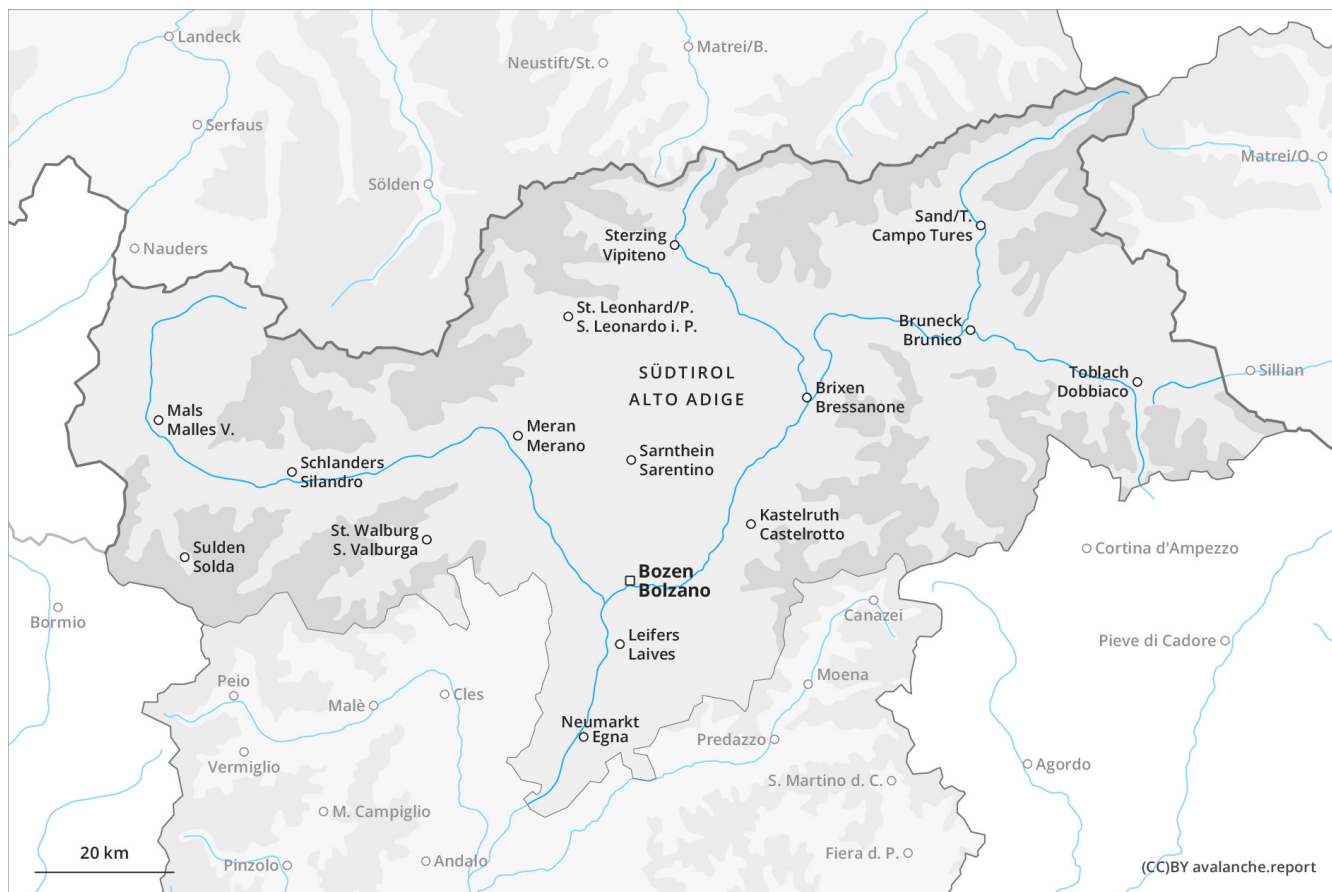 Landeck
Matrei/B.
Neustift/St.
Serfaus
Matrei/O.
Sölden
Sand/T.
Campo Tures
Sterzing
Vipiteno
Nauders
St. Leonhard/P.
S. Leonardo i. P.
Bruneck
Brunico
SÜDTIROL
ALTO ADIGE
Toblach
Dobbiaco
Sillian
Brixen
Bressanone
Mals
Malles V.
Meran
Merano
Sarnthein
Sarentino
Schlanders
Silandro
Kastelruth
Castelrotto
St. Walburg
S. Valburga
Sulden
Solda
Cortina d'Ampezzo
Bozen
Bolzano
Bormio
Canazei
Leifers
Laives
Pieve di Cadore
Peio
Moena
Malè
Cles
Neumarkt
Egna
Predazzo
Vermiglio
Agordo
S. Martino d. C.
M. Campiglio
20 km
Pinzolo
Andalo
Fiera d. P.
(CC)BY avalanche.report